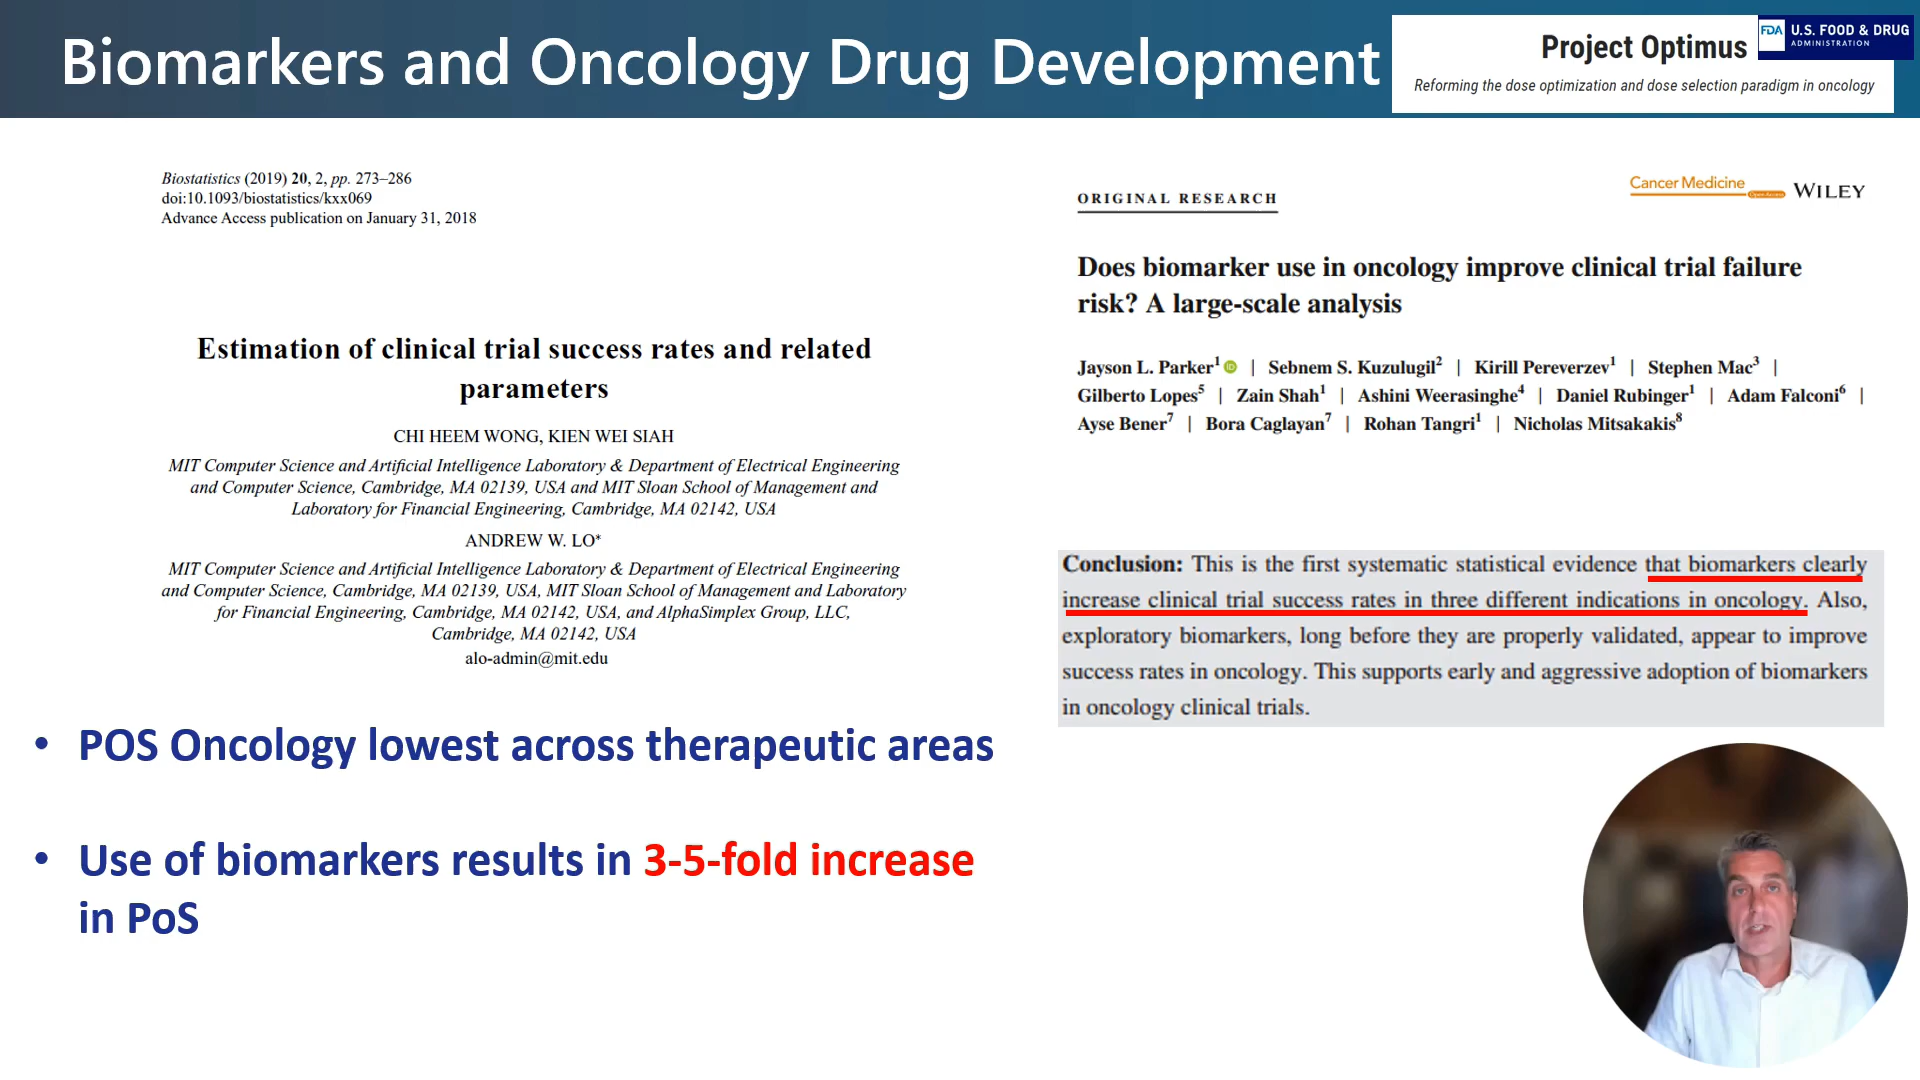 Biomarkers and Oncology Drug Development
Project Optimus
FDA U.S. FOOD & DRUG
ADMINISTRATION
Reforming the dose optimization and dose selection paradigm in oncology
Biostatistics (2019) 20, 2, pp. 273–286
doi:10.1093/biostatistics/kxx069
Advance Access publication on January 31, 2018
Estimation of clinical trial success rates and related
parameters
CHI HEEM WONG, KIEN WEI SIAH
MIT Computer Science and Artificial Intelligence Laboratory & Department of Electrical Engineering
and Computer Science, Cambridge, MA 02139, USA and MIT Sloan School of Management and
Laboratory for Financial Engineering, Cambridge, MA 02142, USA
ANDREW W. LO*
MIT Computer Science and Artificial Intelligence Laboratory & Department of Electrical Engineering
and Computer Science, Cambridge, MA 02139, USA, MIT Sloan School of Management and Laboratory
for Financial Engineering, Cambridge, MA 02142, USA, and AlphaSimplex Group, LLC,
Cambridge, MA 02142, USA
alo-admin@mit.edu
• POS Oncology lowest across therapeutic areas
• Use of biomarkers results in 3-5-fold increase
in PoS
ORIGINAL RESEARCH
Cancer Medicine
WILEY
Does biomarker use in oncology improve clinical trial failure
risk? A large-scale analysis
Jayson L. Parker1 iD | Sebnem S. Kuzulugil2 | Kirill Pereverzev1 | Stephen Mac3 |
Gilberto Lopes5 | Zain Shah1 | Ashini Weerasinghe4 | Daniel Rubinger1 | Adam Falconi6 |
Ayse Bener7 | Bora Caglayan7 | Rohan Tangri1 | Nicholas Mitsakakis8
Conclusion: This is the first systematic statistical evidence that biomarkers clearly
increase clinical trial success rates in three different indications in oncology. Also,
exploratory biomarkers, long before they are properly validated, appear to improve
success rates in oncology. This supports early and aggressive adoption of biomarkers
in oncology clinical trials.